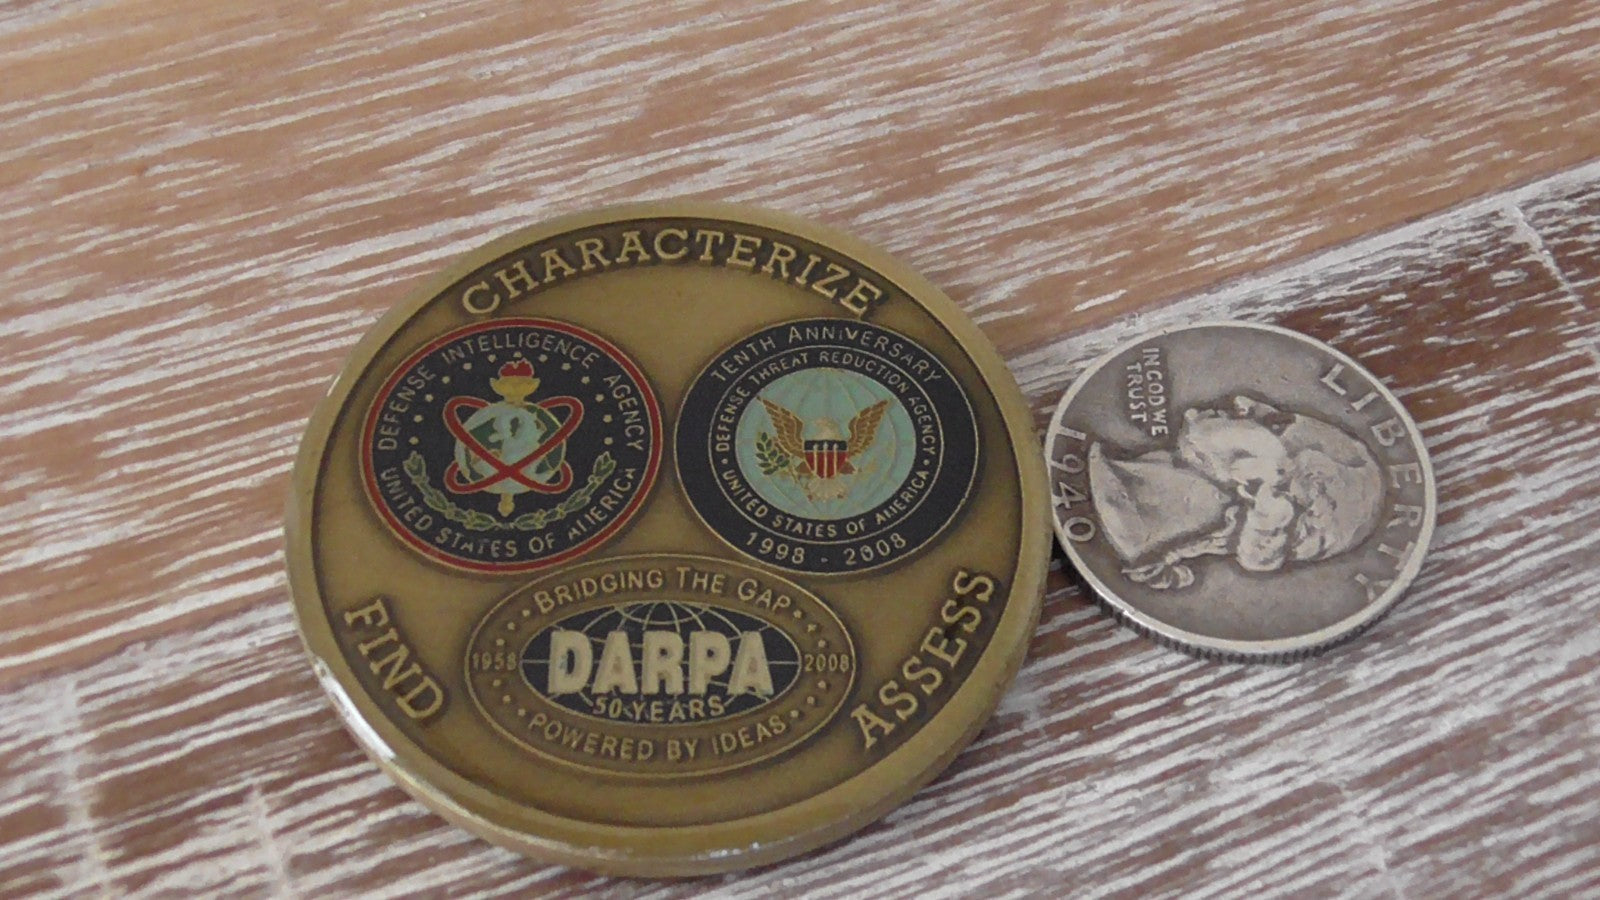 CHARACTERIZE
DEFENSE INTELLIGENCE AGENCY
UNITED STATES OF AMERICA
TENTH ANNIVERSARY
DEFENSE THREAT REDUCTION AGENCY
UNITED STATES OF AMERICA
1998 - 2008
FIND
ASSESS
BRIDGING THE GAP
1958
DARPA
2008
50 YEARS
POWERED BY IDEAS
LIBERTY
IN GOD WE
TRUST
1940